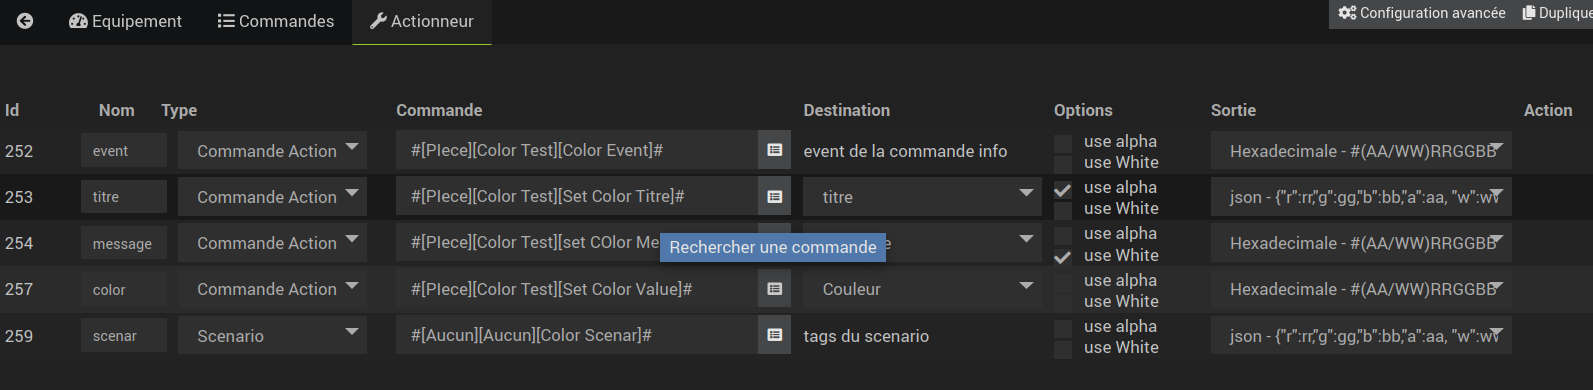 Equipement Commandes Actionneur Configuration avancée
Id Nom Type Commande Destination Options Sortie Action
252 event Commande Action #[PIece][Color Test][Color Event]# event de la commande info use alpha Hexadecimale - #(AA/WW)RRGGBB
use White
253 titre Commande Action #[PIece][Color Test][Set Color Titre]# titre use alpha json - {"r":rr,"g":gg,"b":bb,"a":aa, "w":
use White
254 message Commande Action #[PIece][Color Test][set COlor Rechercher une commande use alpha Hexadecimale - #(AA/WW)RRGGBB
use White
257 color Commande Action #[PIece][Color Test][Set Color Value]# Couleur use alpha Hexadecimale - #(AA/WW)RRGGBB
use White
259 scenar Scenario #[Aucun][Aucun][Color Scenar]# tags du scenario use alpha json - {"r":rr,"g":gg,"b":bb,"a":aa, "w":
use White